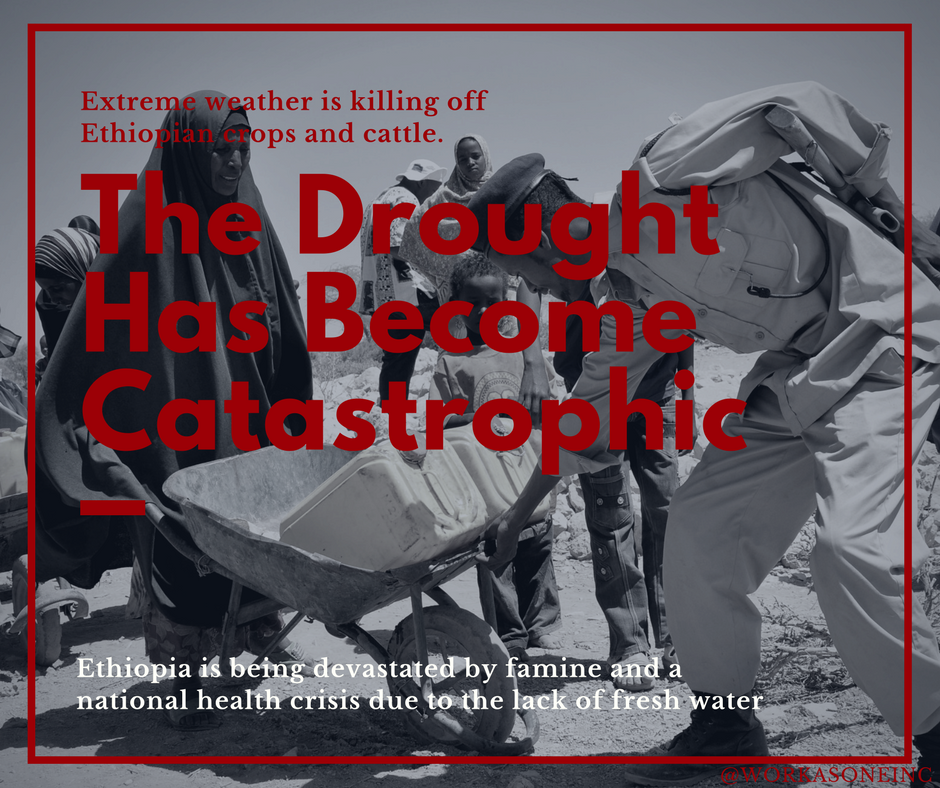 Extreme weather is killing off
Ethiopian crops and cattle.
The Drought
Has Become
Catastrophic
Ethiopia is being devastated by famine and a
national health crisis due to the lack of fresh water
@WORKASONEINC